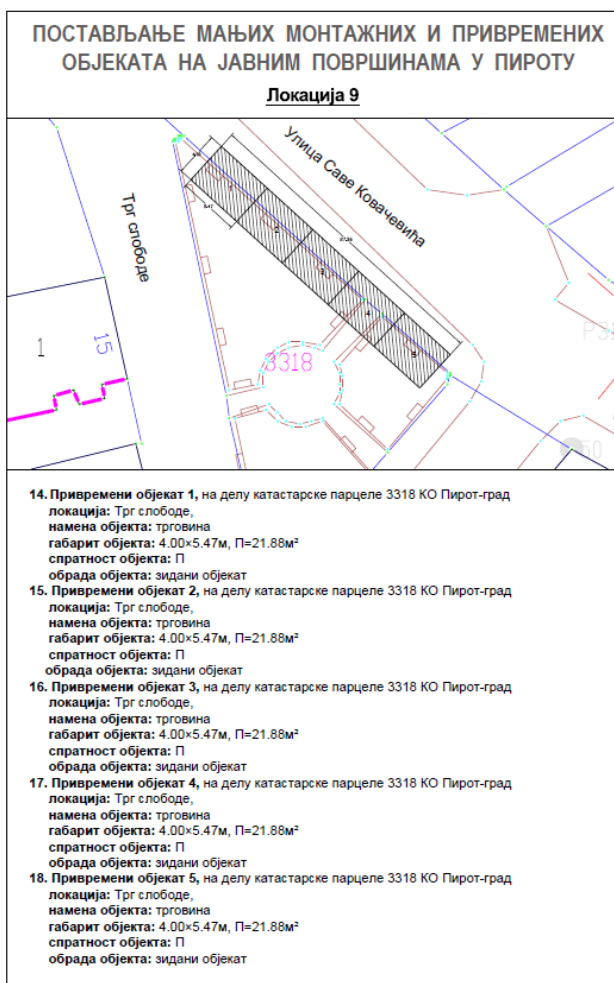 ПОСТАВЉАЊЕ МАЊИХ МОНТАЖНИХ И ПРИВРЕМЕНИХ
ОБЈЕКАТА НА ЈАВНИМ ПОВРШИНАМА У ПИРОТУ
Локација 9
Улица Саве Ковачевића
Трг слободе
1
2
3
4
5
5.47
1
15
3318
14. Привремени објекат 1, на делу катастарске парцеле 3318 КО Пирот-град
локација: Трг слободе,
намена објекта: трговина
габарит објекта: 4.00×5.47м, П=21.88м²
спратност објекта: П
обрада објекта: зидани објекат
15. Привремени објекат 2, на делу катастарске парцеле 3318 КО Пирот-град
локација: Трг слободе,
намена објекта: трговина
габарит објекта: 4.00×5.47м, П=21.88м²
спратност објекта: П
обрада објекта: зидани објекат
16. Привремени објекат 3, на делу катастарске парцеле 3318 КО Пирот-град
локација: Трг слободе,
намена објекта: трговина
габарит објекта: 4.00×5.47м, П=21.88м²
спратност објекта: П
обрада објекта: зидани објекат
17. Привремени објекат 4, на делу катастарске парцеле 3318 КО Пирот-град
локација: Трг слободе,
намена објекта: трговина
габарит објекта: 4.00×5.47м, П=21.88м²
спратност објекта: П
обрада објекта: зидани објекат
18. Привремени објекат 5, на делу катастарске парцеле 3318 КО Пирот-град
локација: Трг слободе,
намена објекта: трговина
габарит објекта: 4.00×5.47м, П=21.88м²
спратност објекта: П
обрада објекта: зидани објекат